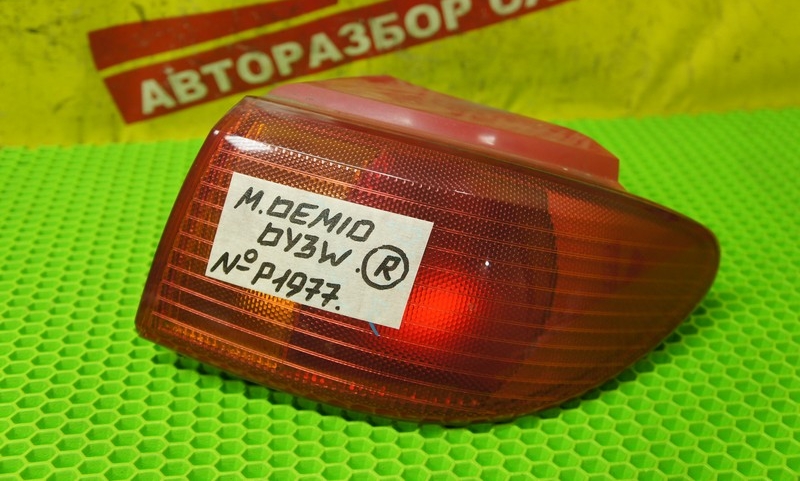 АВТОРАЗБОР
M.DEMIO
DY3W.
Nº P1977.
R